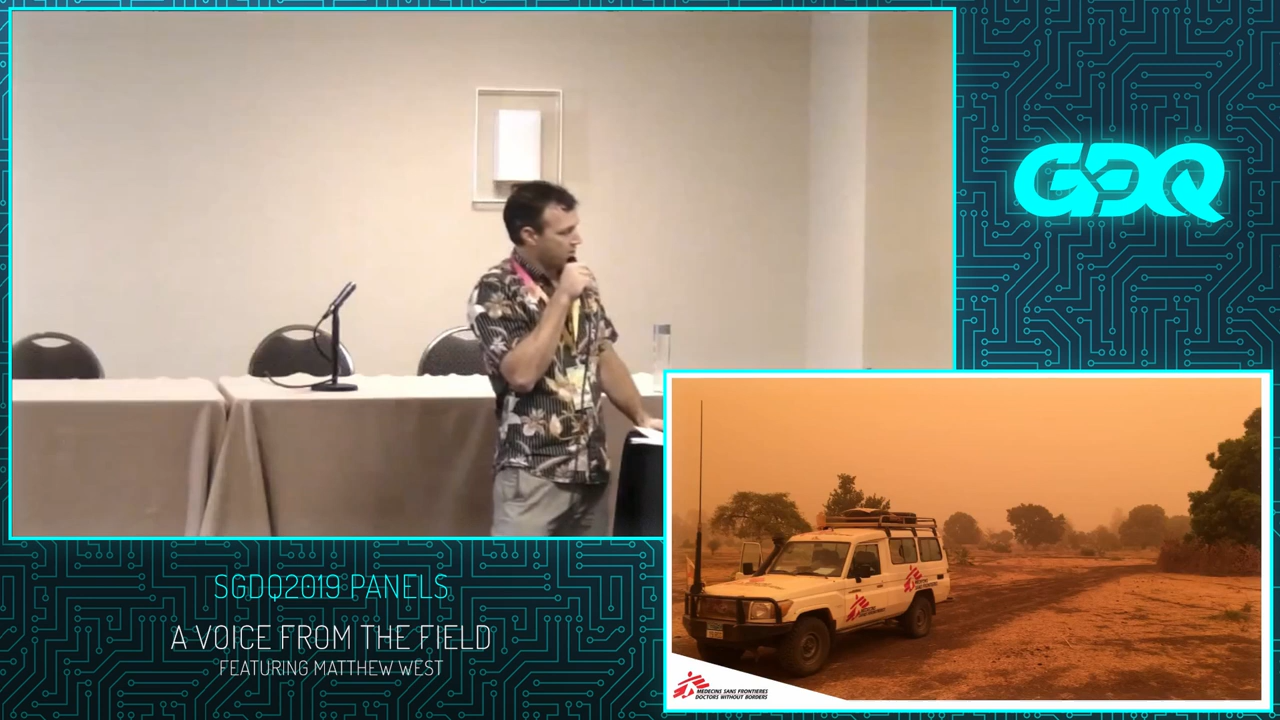 GDQ
SGDQ2019 PANELS
A VOICE FROM THE FIELD
FEATURING MATTHEW WEST
MEDECINS SANS FRONTIERES
DOCTORS WITHOUT BORDERS